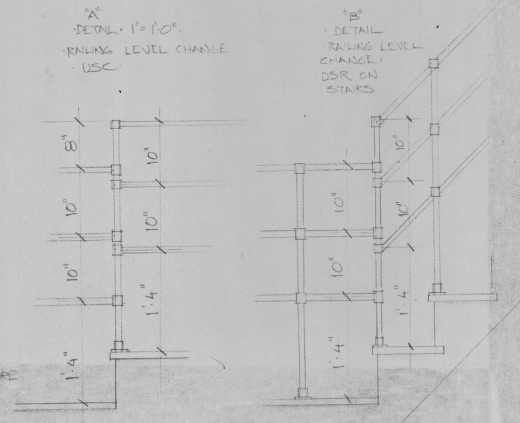 "A"
·DETAIL· 1"=1'-0"·
·RAILING LEVEL CHANGE
·USC·
"B"
· DETAIL
· RAILING LEVEL
CHANGE·
DSR ON
STAIRS
8"
10"
10"
10"
10"
1'·4"
1'·4"
10"
10"
10"
10"
1'·4"
1'·4"